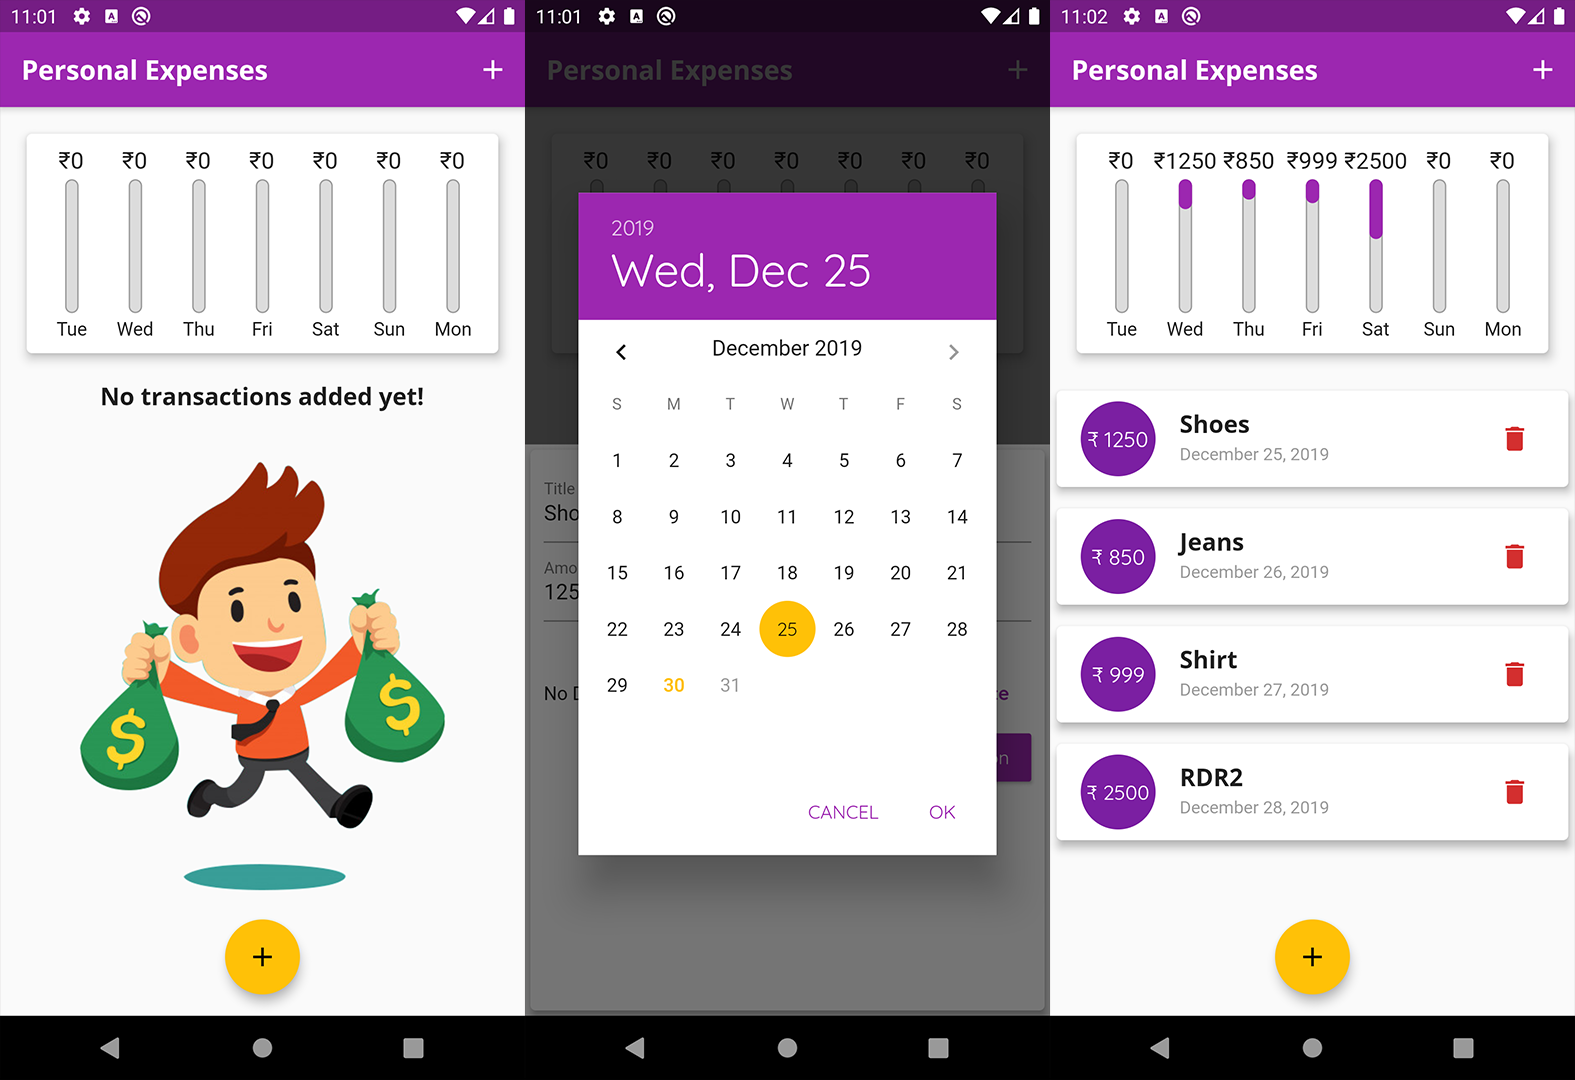 11:01
Personal Expenses +
₹0 ₹0 ₹0 ₹0 ₹0 ₹0 ₹0
Tue Wed Thu Fri Sat Sun Mon
No transactions added yet!
$ $
+
11:01
Personal Expenses +
₹0 ₹0 ₹0 ₹0 ₹0 ₹0 ₹0
2019
Wed, Dec 25
December 2019
S M T W T F S
1 2 3 4 5 6 7
8 9 10 11 12 13 14
15 16 17 18 19 20 21
22 23 24 25 26 27 28
29 30 31
CANCEL OK
Title
11:02
Personal Expenses +
₹0 ₹1250 ₹850 ₹999 ₹2500 ₹0 ₹0
Tue Wed Thu Fri Sat Sun Mon
₹ 1250 Shoes
December 25, 2019
₹ 850 Jeans
December 26, 2019
₹ 999 Shirt
December 27, 2019
₹ 2500 RDR2
December 28, 2019
+